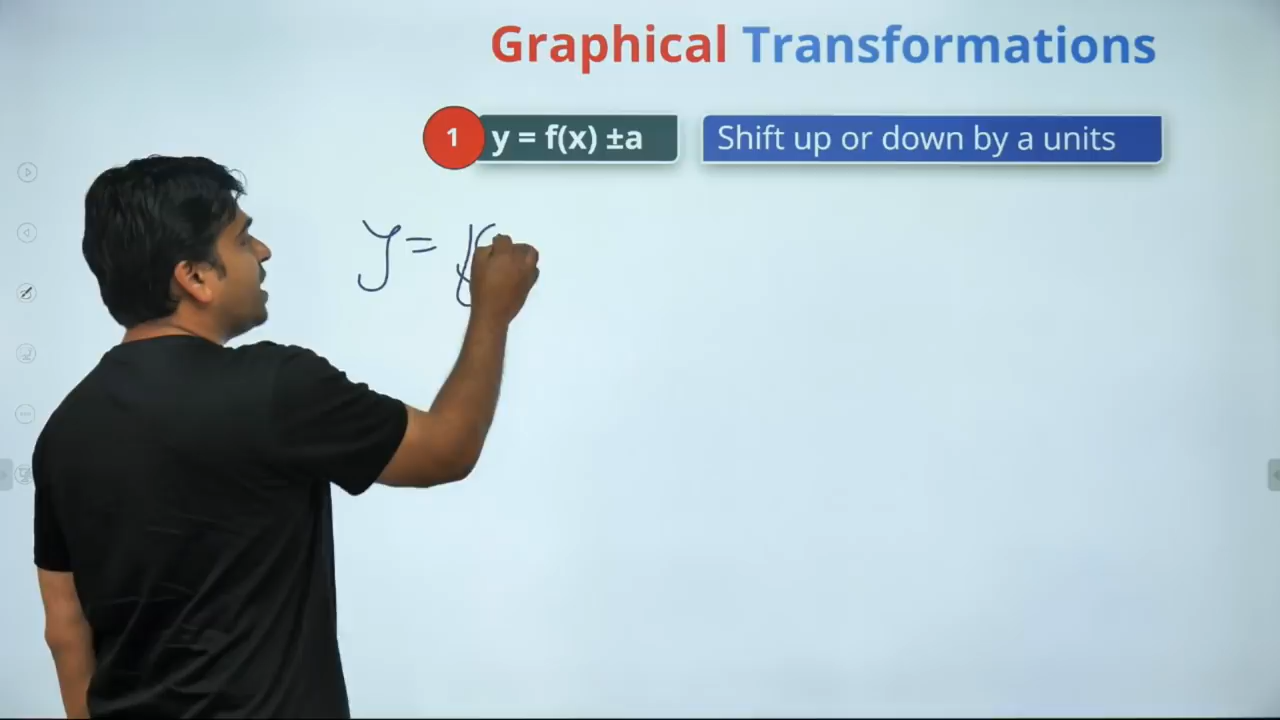 Graphical Transformations
1 y = f(x) ±a Shift up or down by a units
y = f(